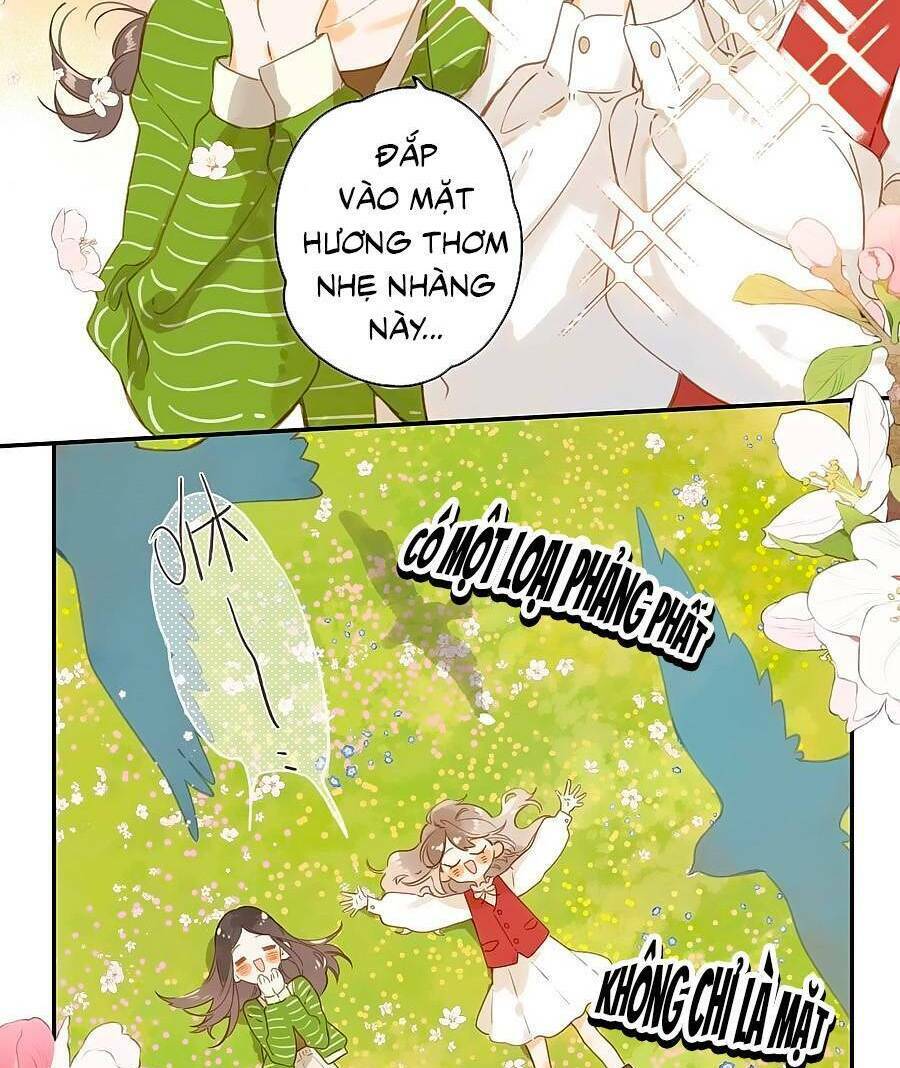 ĐẮP
VÀO MẶT
HƯƠNG THƠM
NHẸ NHÀNG
NÀY...
CÓ MỘT LOẠI PHẢNG PHẤT
KHÔNG CHỈ LÀ MẶT